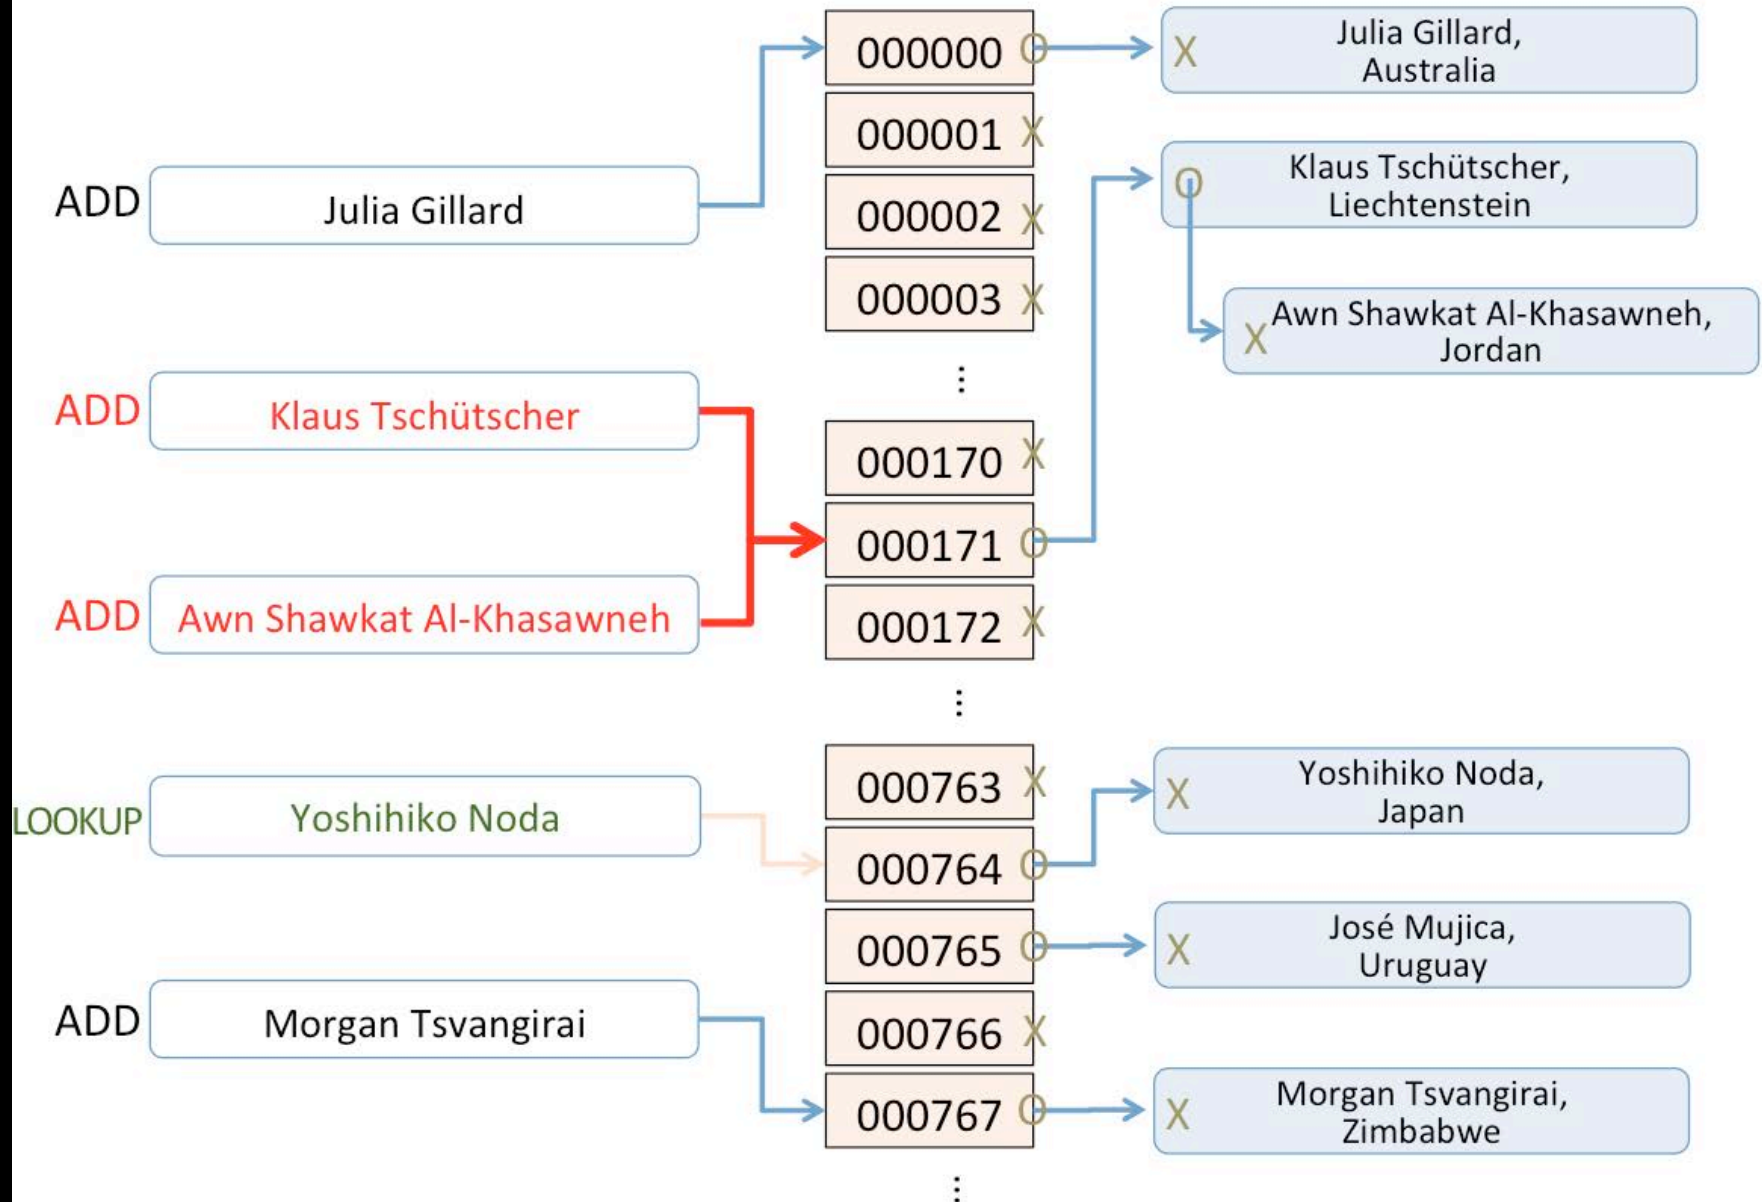 ADD
Julia Gillard
ADD
Klaus Tschütscher
ADD
Awn Shawkat Al-Khasawneh
LOOKUP
Yoshihiko Noda
ADD
Morgan Tsvangirai
000000 O
000001 X
000002 X
000003 X
⋮
000170 X
000171 O
000172 X
⋮
000763 X
000764 O
000765 O
000766 X
000767 O
⋮
X
Julia Gillard,
Australia
O
Klaus Tschütscher,
Liechtenstein
X
Awn Shawkat Al-Khasawneh,
Jordan
X
Yoshihiko Noda,
Japan
X
José Mujica,
Uruguay
X
Morgan Tsvangirai,
Zimbabwe